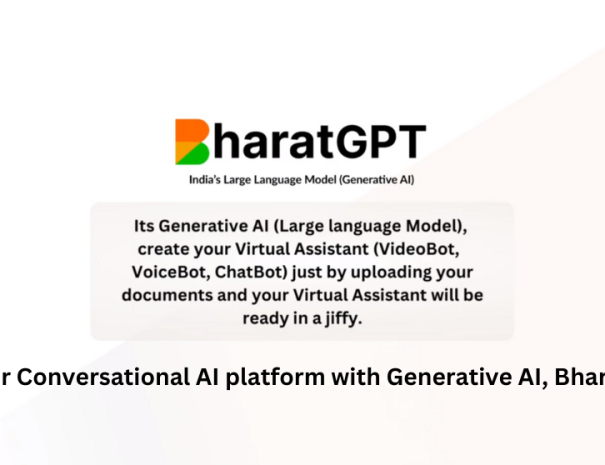 BharatGPT
India's Large Language Model (Generative AI)
Its Generative AI (Large language Model),
create your Virtual Assistant (VideoBot,
VoiceBot, ChatBot) just by uploading your
documents and your Virtual Assistant will be
ready in a jiffy.
r Conversational AI platform with Generative AI, Bhar